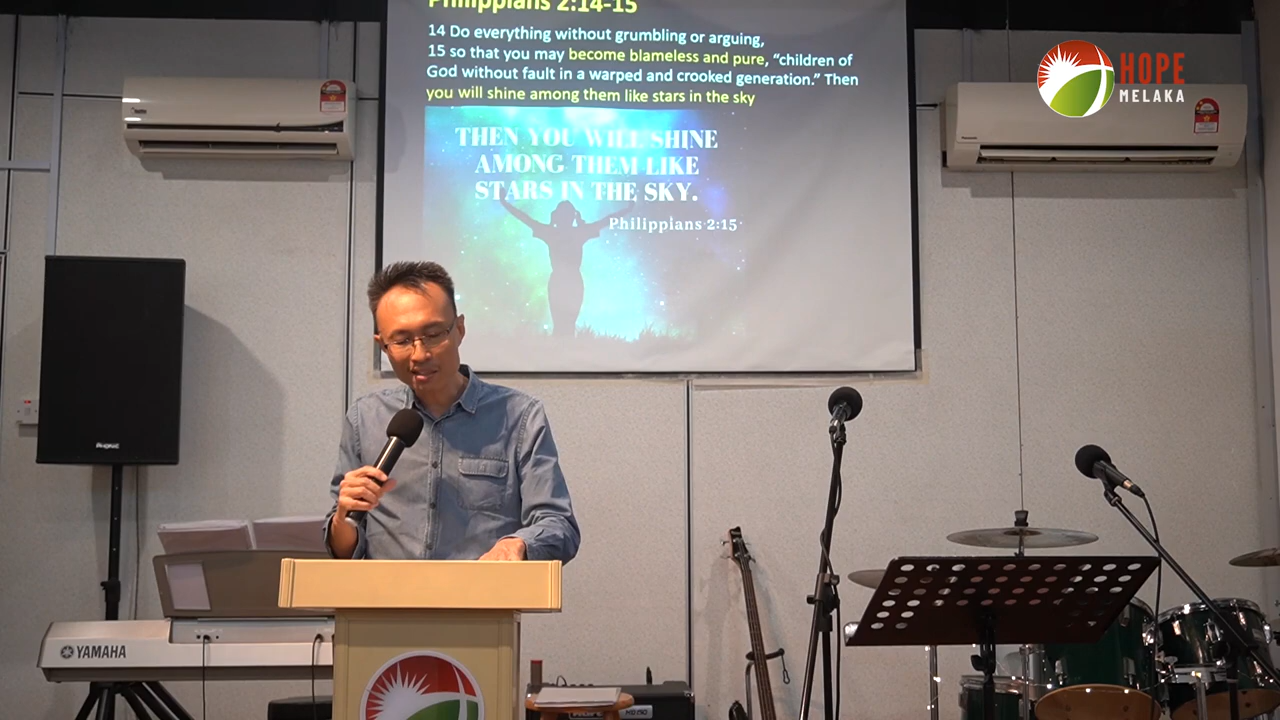 Philippians 2:14-15
14 Do everything without grumbling or arguing,
15 so that you may become blameless and pure, “children of
God without fault in a warped and crooked generation.” Then
you will shine among them like stars in the sky
THEN YOU WILL SHINE
AMONG THEM LIKE
STARS IN THE SKY.
Philippians 2:15
HOPE
MELAKA
PHONIC
YAMAHA